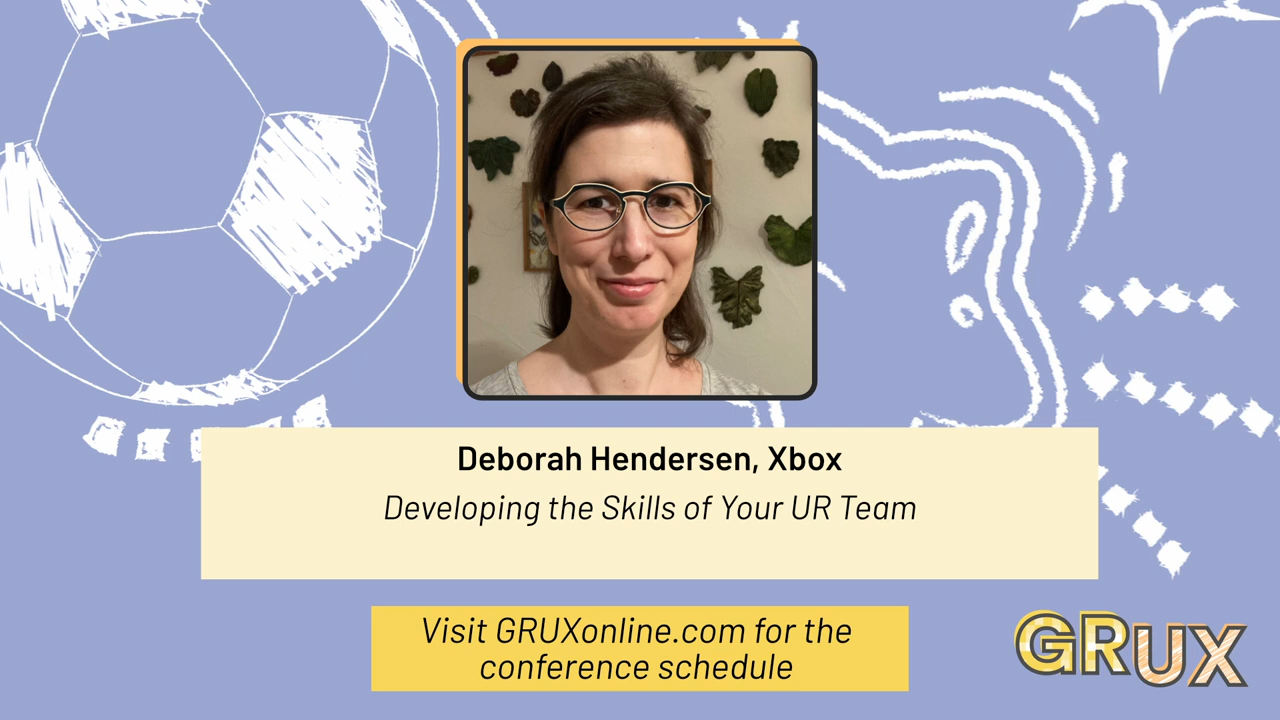 Deborah Hendersen, Xbox
Developing the Skills of Your UR Team
Visit GRUXonline.com for the
conference schedule
GRUX